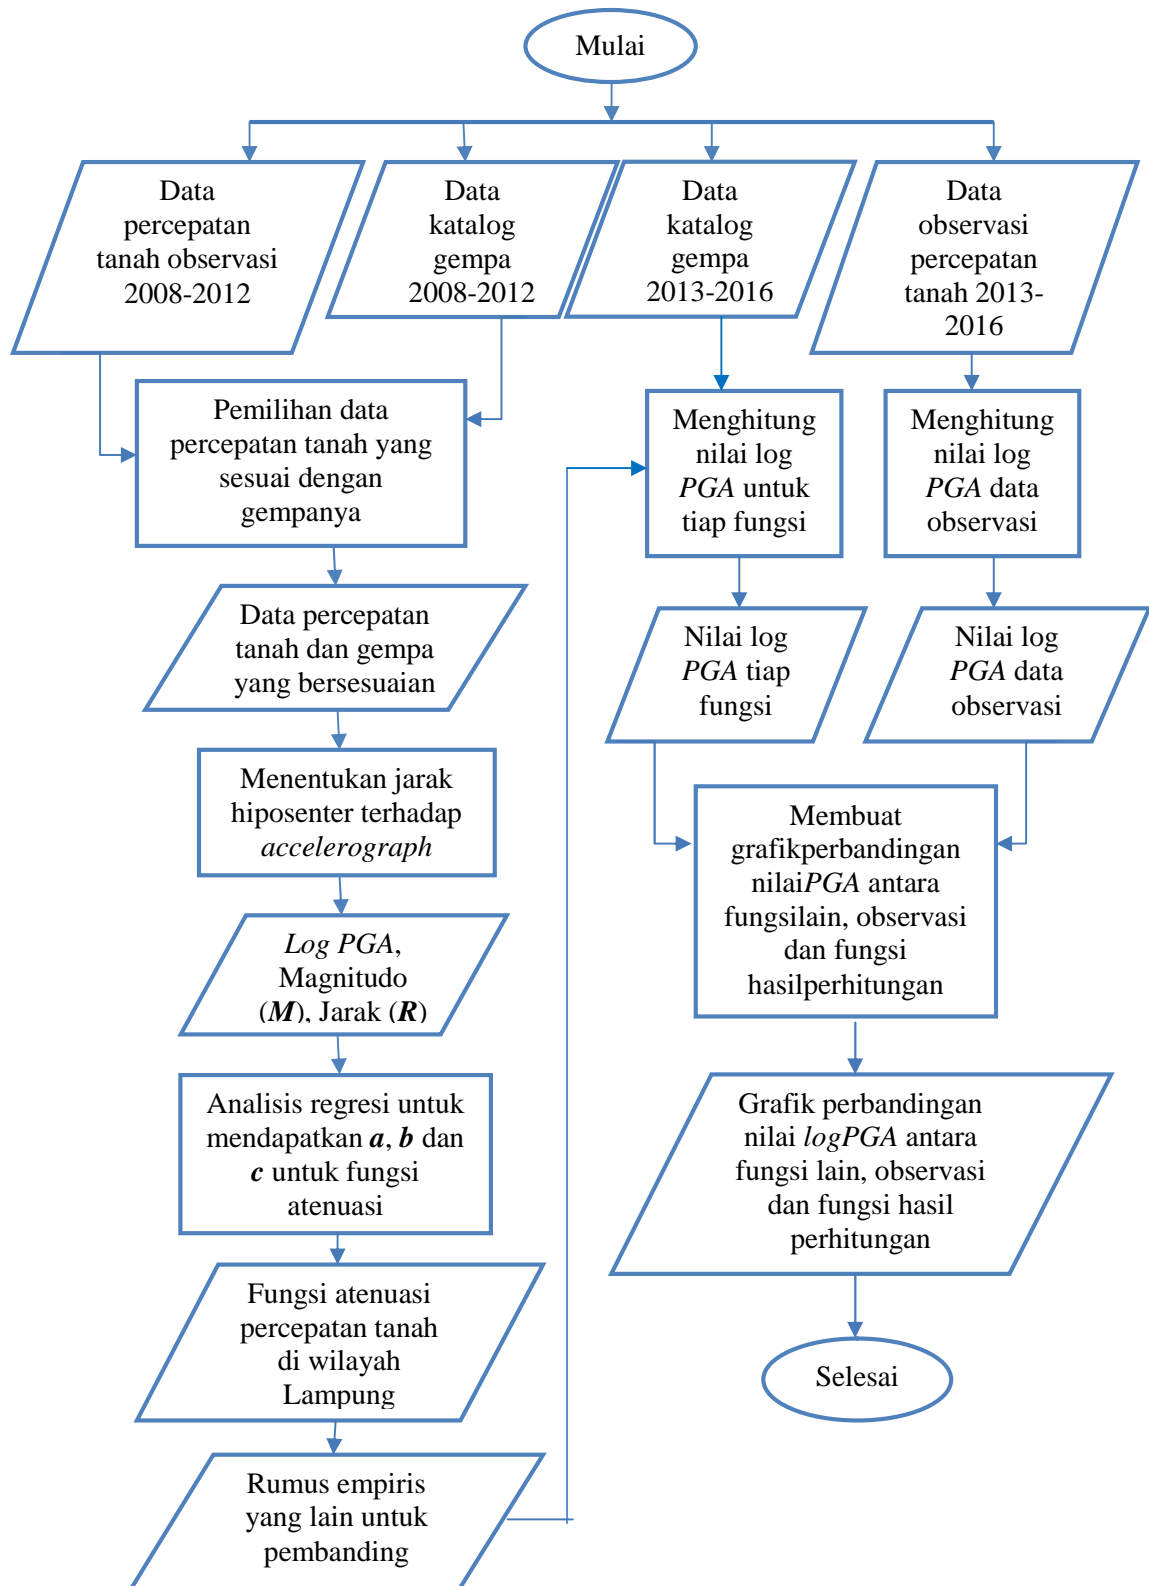 Mulai
Data
percepatan
tanah observasi
2008-2012
Data
katalog
gempa
2008-2012
Data
katalog
gempa
2013-2016
Data
observasi
percepatan
tanah 2013-
2016
Pemilihan data
percepatan tanah yang
sesuai dengan
gempanya
Menghitung
nilai log
PGA untuk
tiap fungsi
Menghitung
nilai log
PGA data
observasi
Data percepatan
tanah dan gempa
yang bersesuaian
Nilai log
PGA tiap
fungsi
Nilai log
PGA data
observasi
Menentukan jarak
hiposenter terhadap
accelerograph
Membuat
grafikperbandingan
nilaiPGA antara
fungsilain, observasi
dan fungsi
hasilperhitungan
Log PGA,
Magnitudo
(M), Jarak (R)
Analisis regresi untuk
mendapatkan a, b dan
c untuk fungsi
atenuasi
Grafik perbandingan
nilai logPGA antara
fungsi lain, observasi
dan fungsi hasil
perhitungan
Fungsi atenuasi
percepatan tanah
di wilayah
Lampung
Selesai
Rumus empiris
yang lain untuk
pembanding